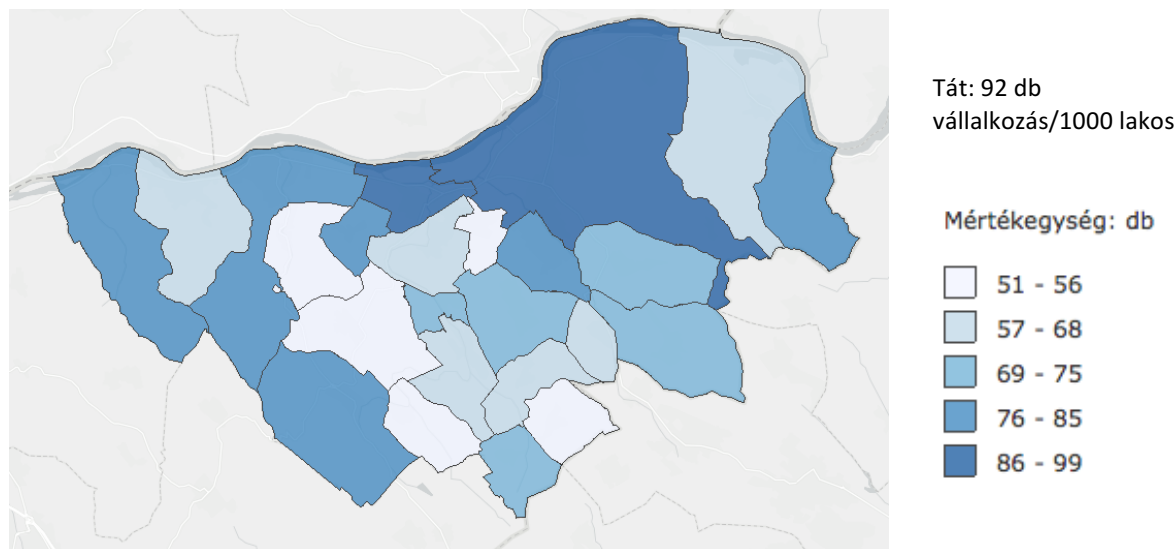 Tát: 92 db
vállalkozás/1000 lakos
Mértékegység: db
51 - 56
57 - 68
69 - 75
76 - 85
86 - 99